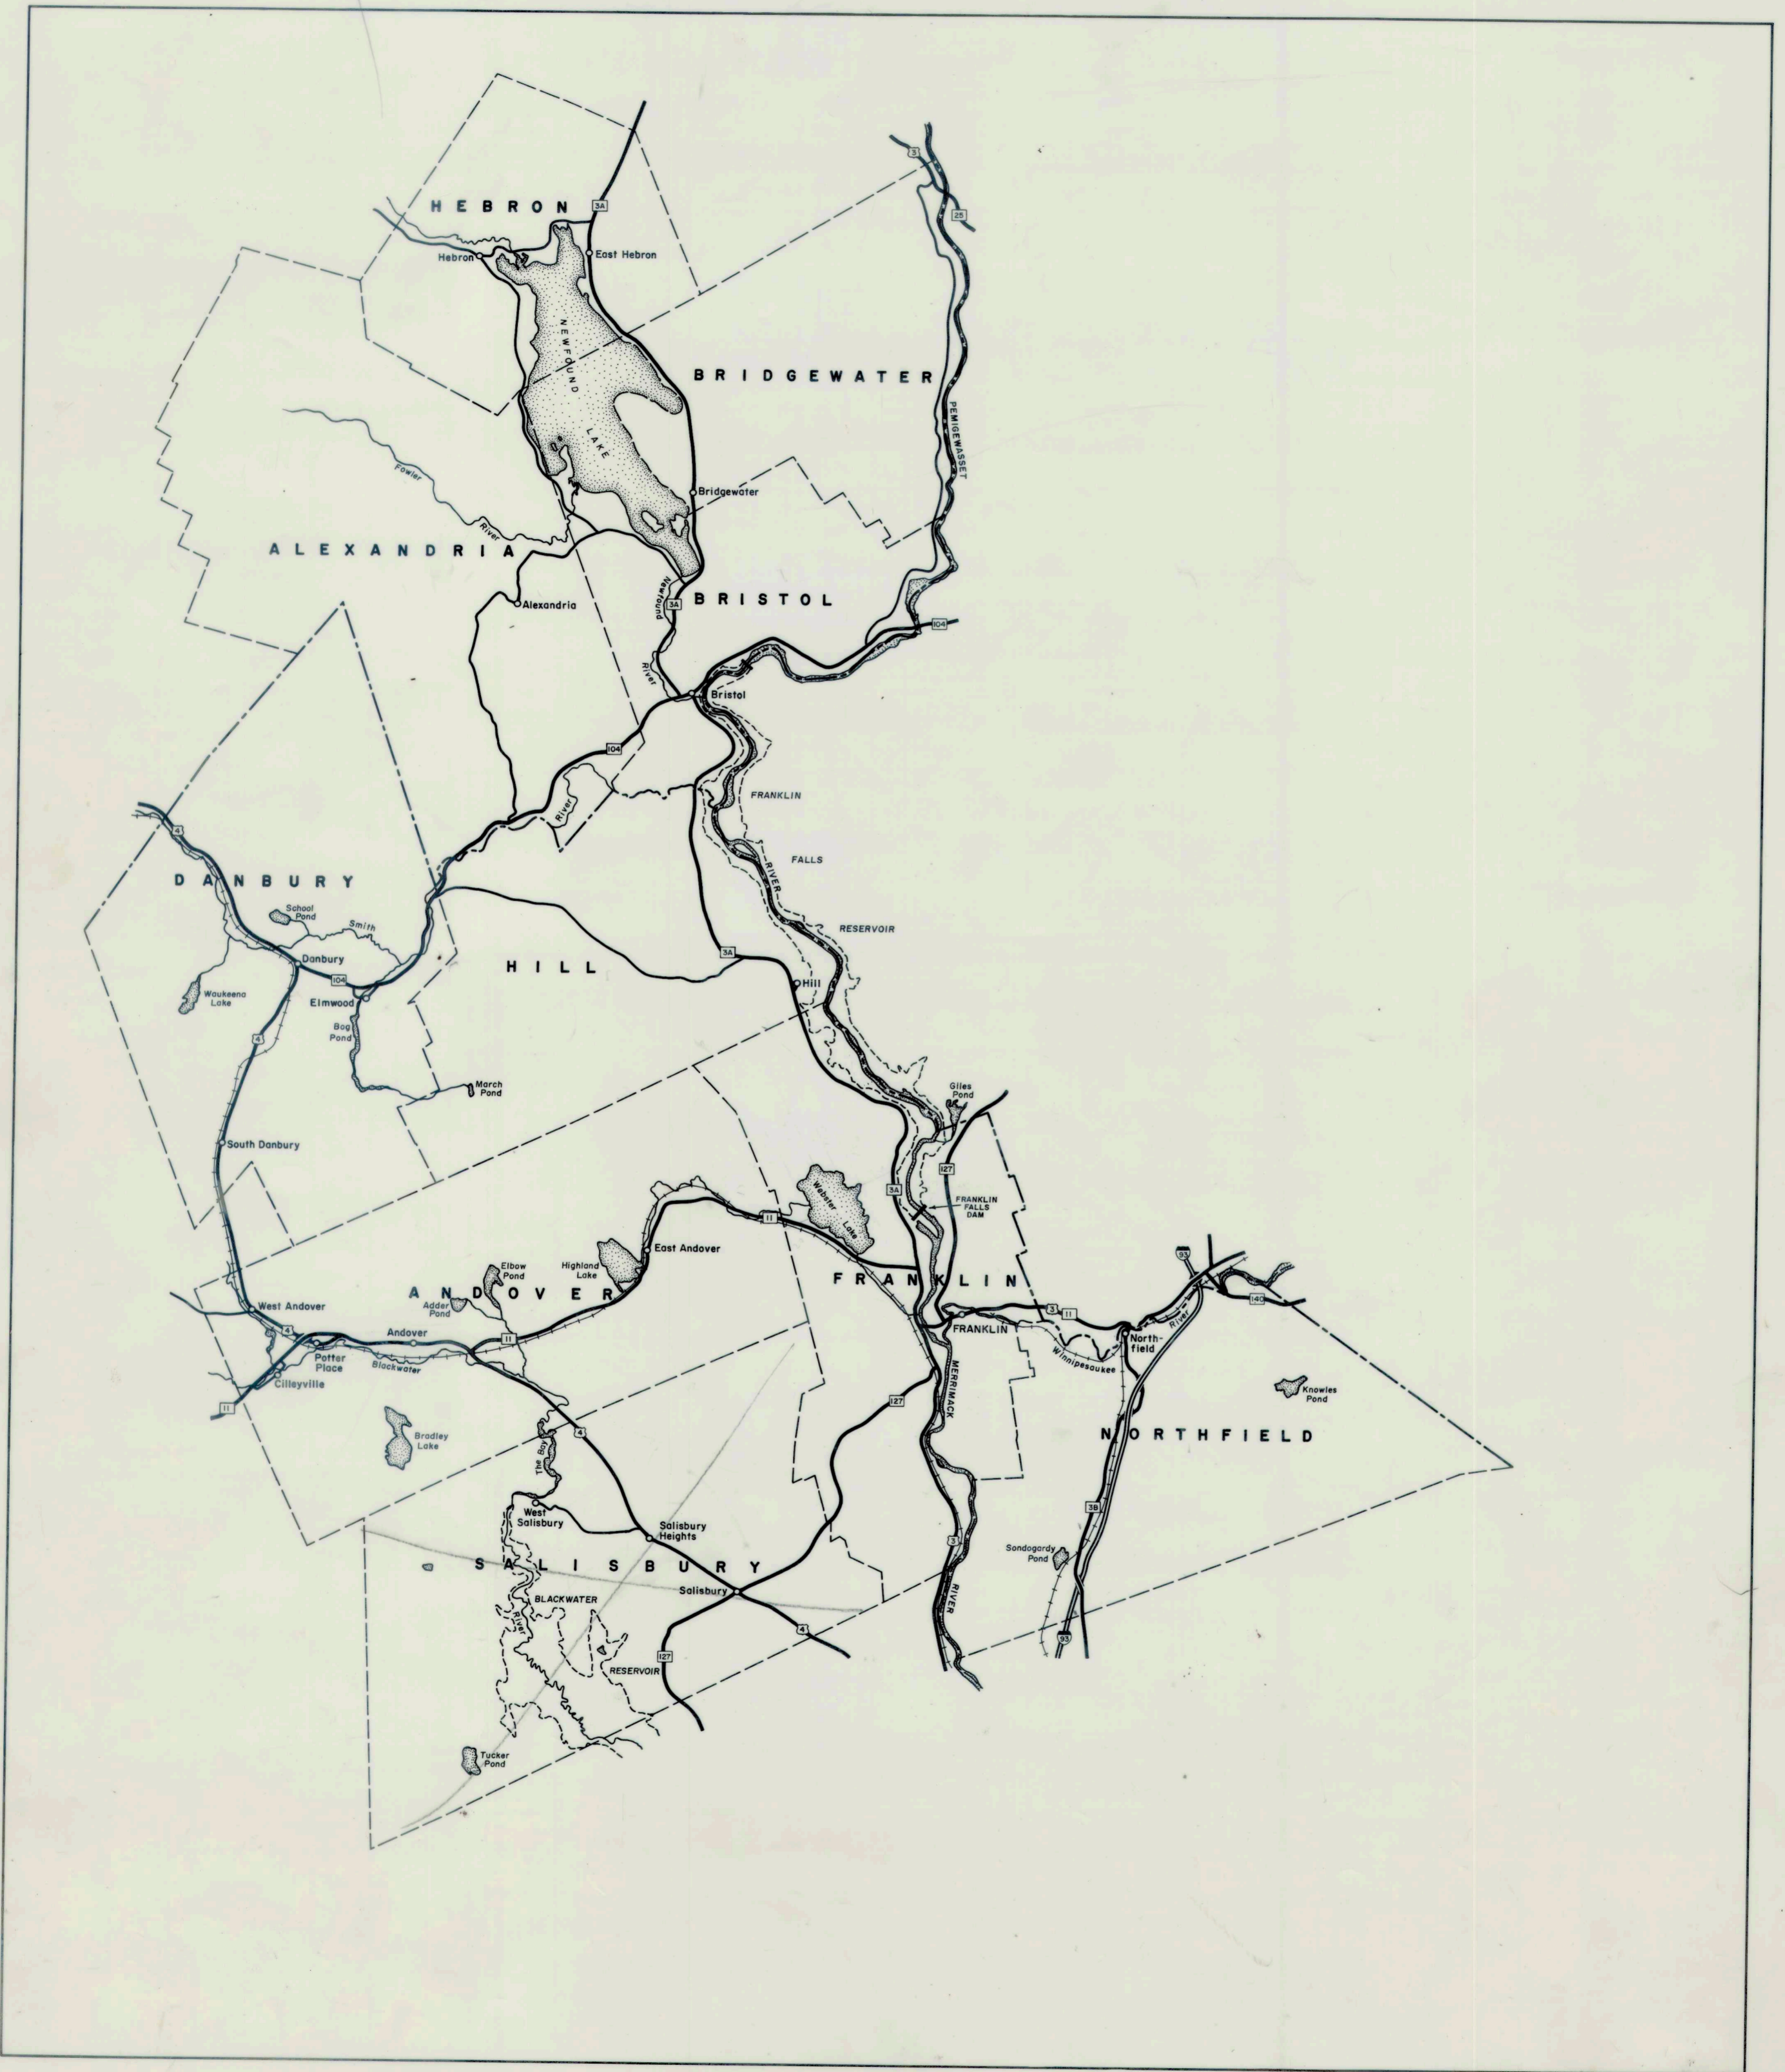 3
25
HEBRON
3A
Hebron
East Hebron
NEWFOUND
LAKE
BRIDGEWATER
PEMIGEWASSET
Fowler
River
Bridgewater
ALEXANDRIA
Alexandria
Newfound
River
3A
BRISTOL
104
Bristol
104
River
FRANKLIN
FALLS
RESERVOIR
RIVER
4
DANBURY
School
Pond
Smith
Danbury
104
Waukeena
Lake
Elmwood
Bog
Pond
HILL
3A
Hill
4
March
Pond
Giles
Pond
South Danbury
127
3A
FRANKLIN
FALLS
DAM
Webster
Lake
11
East Andover
Highland
Lake
Elbow
Pond
Adder
Pond
ANDOVER
FRANKLIN
93
140
West Andover
4
Andover
11
Potter
Place
Blackwater
Cilleyville
11
3
11
FRANKLIN
North-
field
River
Winnipesaukee
MERRIMACK
127
Knowles
Pond
Bradley
Lake
4
The Bay
NORTHFIELD
West
Salisbury
Salisbury
Heights
3B
SALISBURY
3
Sondogardy
Pond
Salisbury
BLACKWATER
River
RIVER
4
93
127
RESERVOIR
Tucker
Pond